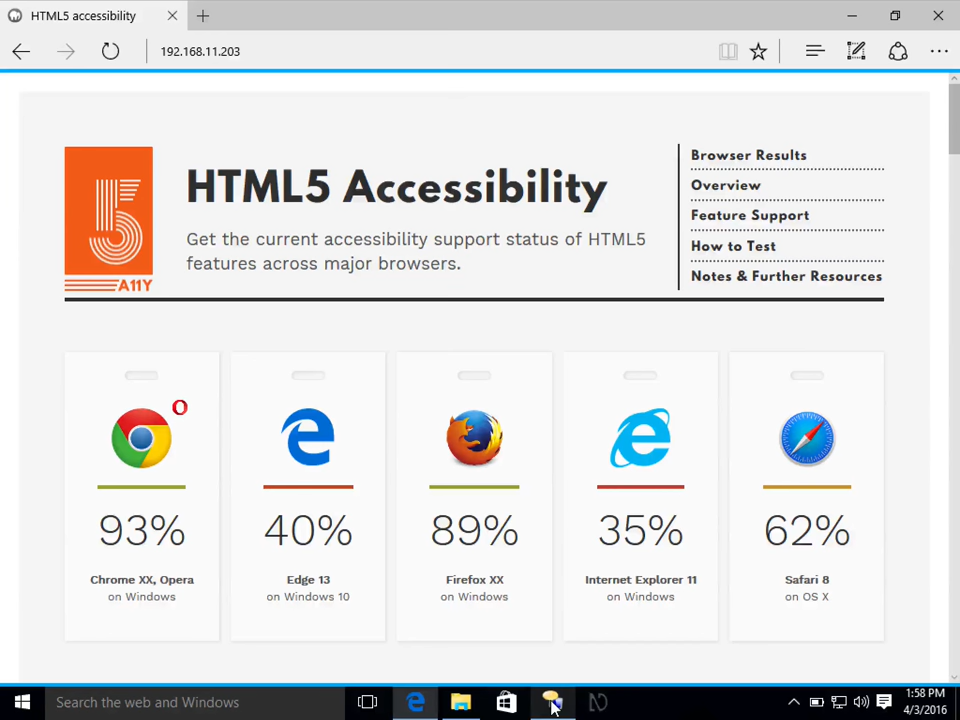 HTML5 accessibility
192.168.11.203
5
A11Y
HTML5 Accessibility
Get the current accessibility support status of HTML5
features across major browsers.
Browser Results
Overview
Feature Support
How to Test
Notes & Further Resources
93%
Chrome XX, Opera
on Windows
40%
Edge 13
on Windows 10
89%
Firefox XX
on Windows
35%
Internet Explorer 11
on Windows
62%
Safari 8
on OS X
Search the web and Windows
1:58 PM
4/3/2016